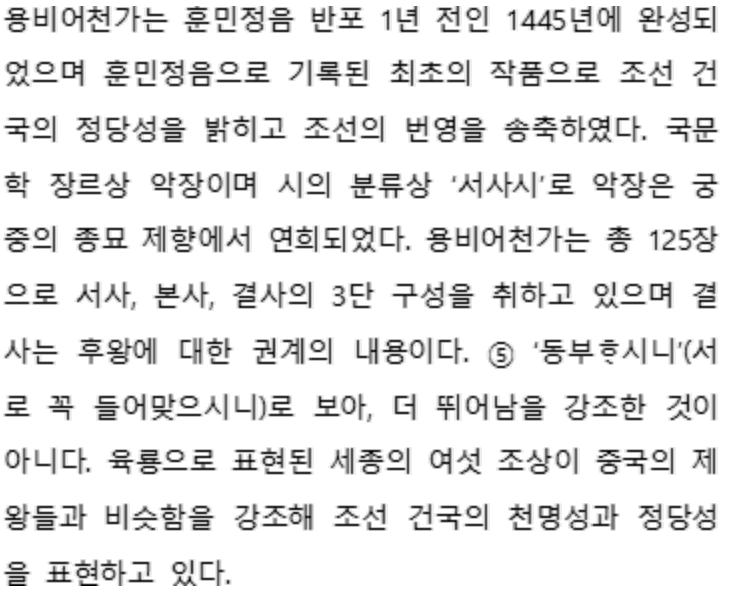 용비어천가는 훈민정음 반포 1년 전인 1445년에 완성되
었으며 훈민정음으로 기록된 최초의 작품으로 조선 건
국의 정당성을 밝히고 조선의 번영을 송축하였다. 국문
학 장르상 악장이며 시의 분류상 ‘서사시’로 악장은 궁
중의 종묘 제향에서 연희되었다. 용비어천가는 총 125장
으로 서사, 본사, 결사의 3단 구성을 취하고 있으며 결
사는 후왕에 대한 권계의 내용이다. ⑤ ‘동부ᄒᆞ시니’(서
로 꼭 들어맞으시니)로 보아, 더 뛰어남을 강조한 것이
아니다. 육룡으로 표현된 세종의 여섯 조상이 중국의 제
왕들과 비슷함을 강조해 조선 건국의 천명성과 정당성
을 표현하고 있다.